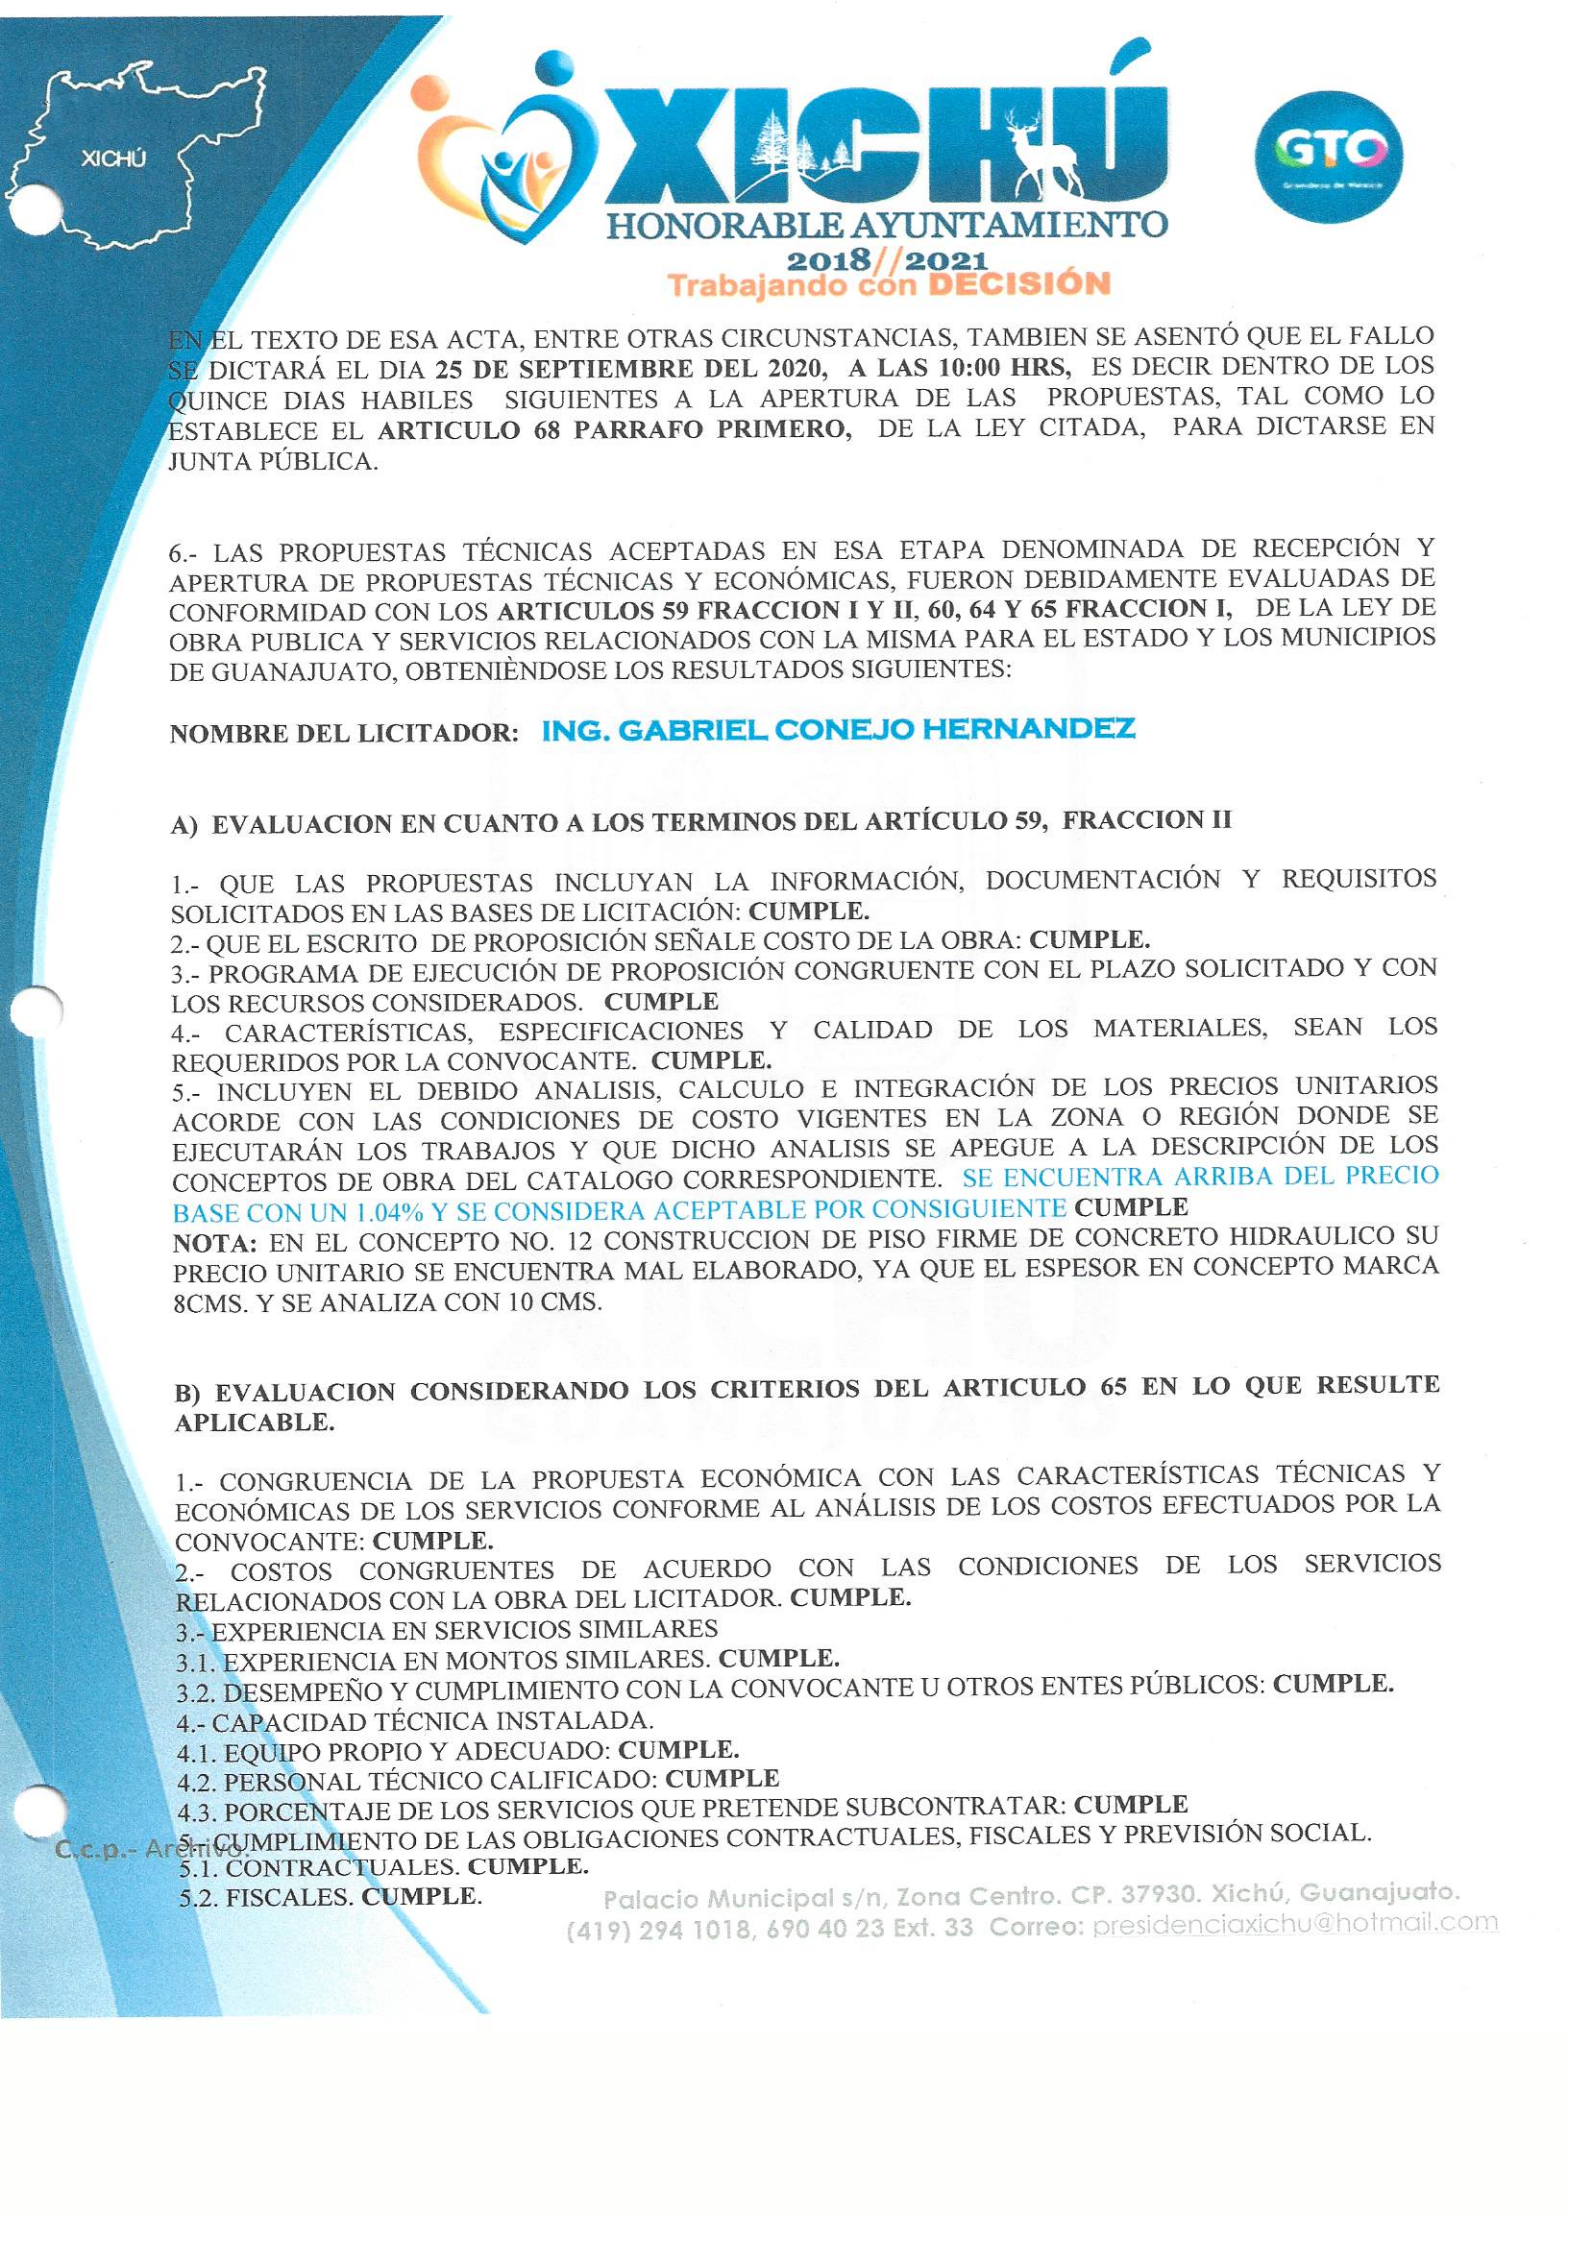 XICHÚ
XICHÚ
GTO
Grandeza de México
HONORABLE AYUNTAMIENTO
2018//2021
Trabajando con DECISIÓN
EN EL TEXTO DE ESA ACTA, ENTRE OTRAS CIRCUNSTANCIAS, TAMBIEN SE ASENTÓ QUE EL FALLO
SE DICTARÁ EL DIA 25 DE SEPTIEMBRE DEL 2020, A LAS 10:00 HRS, ES DECIR DENTRO DE LOS
QUINCE DIAS HABILES SIGUIENTES A LA APERTURA DE LAS PROPUESTAS, TAL COMO LO
ESTABLECE EL ARTICULO 68 PARRAFO PRIMERO, DE LA LEY CITADA, PARA DICTARSE EN
JUNTA PÚBLICA.
6.- LAS PROPUESTAS TÉCNICAS ACEPTADAS EN ESA ETAPA DENOMINADA DE RECEPCIÓN Y
APERTURA DE PROPUESTAS TÉCNICAS Y ECONÓMICAS, FUERON DEBIDAMENTE EVALUADAS DE
CONFORMIDAD CON LOS ARTICULOS 59 FRACCION I Y II, 60, 64 Y 65 FRACCION I, DE LA LEY DE
OBRA PUBLICA Y SERVICIOS RELACIONADOS CON LA MISMA PARA EL ESTADO Y LOS MUNICIPIOS
DE GUANAJUATO, OBTENIÈNDOSE LOS RESULTADOS SIGUIENTES:
NOMBRE DEL LICITADOR: ING. GABRIEL CONEJO HERNANDEZ
A) EVALUACION EN CUANTO A LOS TERMINOS DEL ARTÍCULO 59, FRACCION II
1.- QUE LAS PROPUESTAS INCLUYAN LA INFORMACIÓN, DOCUMENTACIÓN Y REQUISITOS
SOLICITADOS EN LAS BASES DE LICITACIÓN: CUMPLE.
2.- QUE EL ESCRITO DE PROPOSICIÓN SEÑALE COSTO DE LA OBRA: CUMPLE.
3.- PROGRAMA DE EJECUCIÓN DE PROPOSICIÓN CONGRUENTE CON EL PLAZO SOLICITADO Y CON
LOS RECURSOS CONSIDERADOS. CUMPLE
4.- CARACTERÍSTICAS, ESPECIFICACIONES Y CALIDAD DE LOS MATERIALES, SEAN LOS
REQUERIDOS POR LA CONVOCANTE. CUMPLE.
5.- INCLUYEN EL DEBIDO ANALISIS, CALCULO E INTEGRACIÓN DE LOS PRECIOS UNITARIOS
ACORDE CON LAS CONDICIONES DE COSTO VIGENTES EN LA ZONA O REGIÓN DONDE SE
EJECUTARÁN LOS TRABAJOS Y QUE DICHO ANALISIS SE APEGUE A LA DESCRIPCIÓN DE LOS
CONCEPTOS DE OBRA DEL CATALOGO CORRESPONDIENTE. SE ENCUENTRA ARRIBA DEL PRECIO
BASE CON UN 1.04% Y SE CONSIDERA ACEPTABLE POR CONSIGUIENTE CUMPLE
NOTA: EN EL CONCEPTO NO. 12 CONSTRUCCION DE PISO FIRME DE CONCRETO HIDRAULICO SU
PRECIO UNITARIO SE ENCUENTRA MAL ELABORADO, YA QUE EL ESPESOR EN CONCEPTO MARCA
8CMS. Y SE ANALIZA CON 10 CMS.
B) EVALUACION CONSIDERANDO LOS CRITERIOS DEL ARTICULO 65 EN LO QUE RESULTE
APLICABLE.
1.- CONGRUENCIA DE LA PROPUESTA ECONÓMICA CON LAS CARACTERÍSTICAS TÉCNICAS Y
ECONÓMICAS DE LOS SERVICIOS CONFORME AL ANÁLISIS DE LOS COSTOS EFECTUADOS POR LA
CONVOCANTE: CUMPLE.
2.- COSTOS CONGRUENTES DE ACUERDO CON LAS CONDICIONES DE LOS SERVICIOS
RELACIONADOS CON LA OBRA DEL LICITADOR. CUMPLE.
3.- EXPERIENCIA EN SERVICIOS SIMILARES
3.1. EXPERIENCIA EN MONTOS SIMILARES. CUMPLE.
3.2. DESEMPEÑO Y CUMPLIMIENTO CON LA CONVOCANTE U OTROS ENTES PÚBLICOS: CUMPLE.
4.- CAPACIDAD TÉCNICA INSTALADA.
4.1. EQUIPO PROPIO Y ADECUADO: CUMPLE.
4.2. PERSONAL TÉCNICO CALIFICADO: CUMPLE
4.3. PORCENTAJE DE LOS SERVICIOS QUE PRETENDE SUBCONTRATAR: CUMPLE
5.- CUMPLIMIENTO DE LAS OBLIGACIONES CONTRACTUALES, FISCALES Y PREVISIÓN SOCIAL.
C.c.p.- Archivo.
5.1. CONTRACTUALES. CUMPLE.
5.2. FISCALES. CUMPLE.
Palacio Municipal s/n, Zona Centro. CP. 37930. Xichú, Guanajuato.
(419) 294 1018, 690 40 23 Ext. 33 Correo: presidenciaxichu@hotmail.com